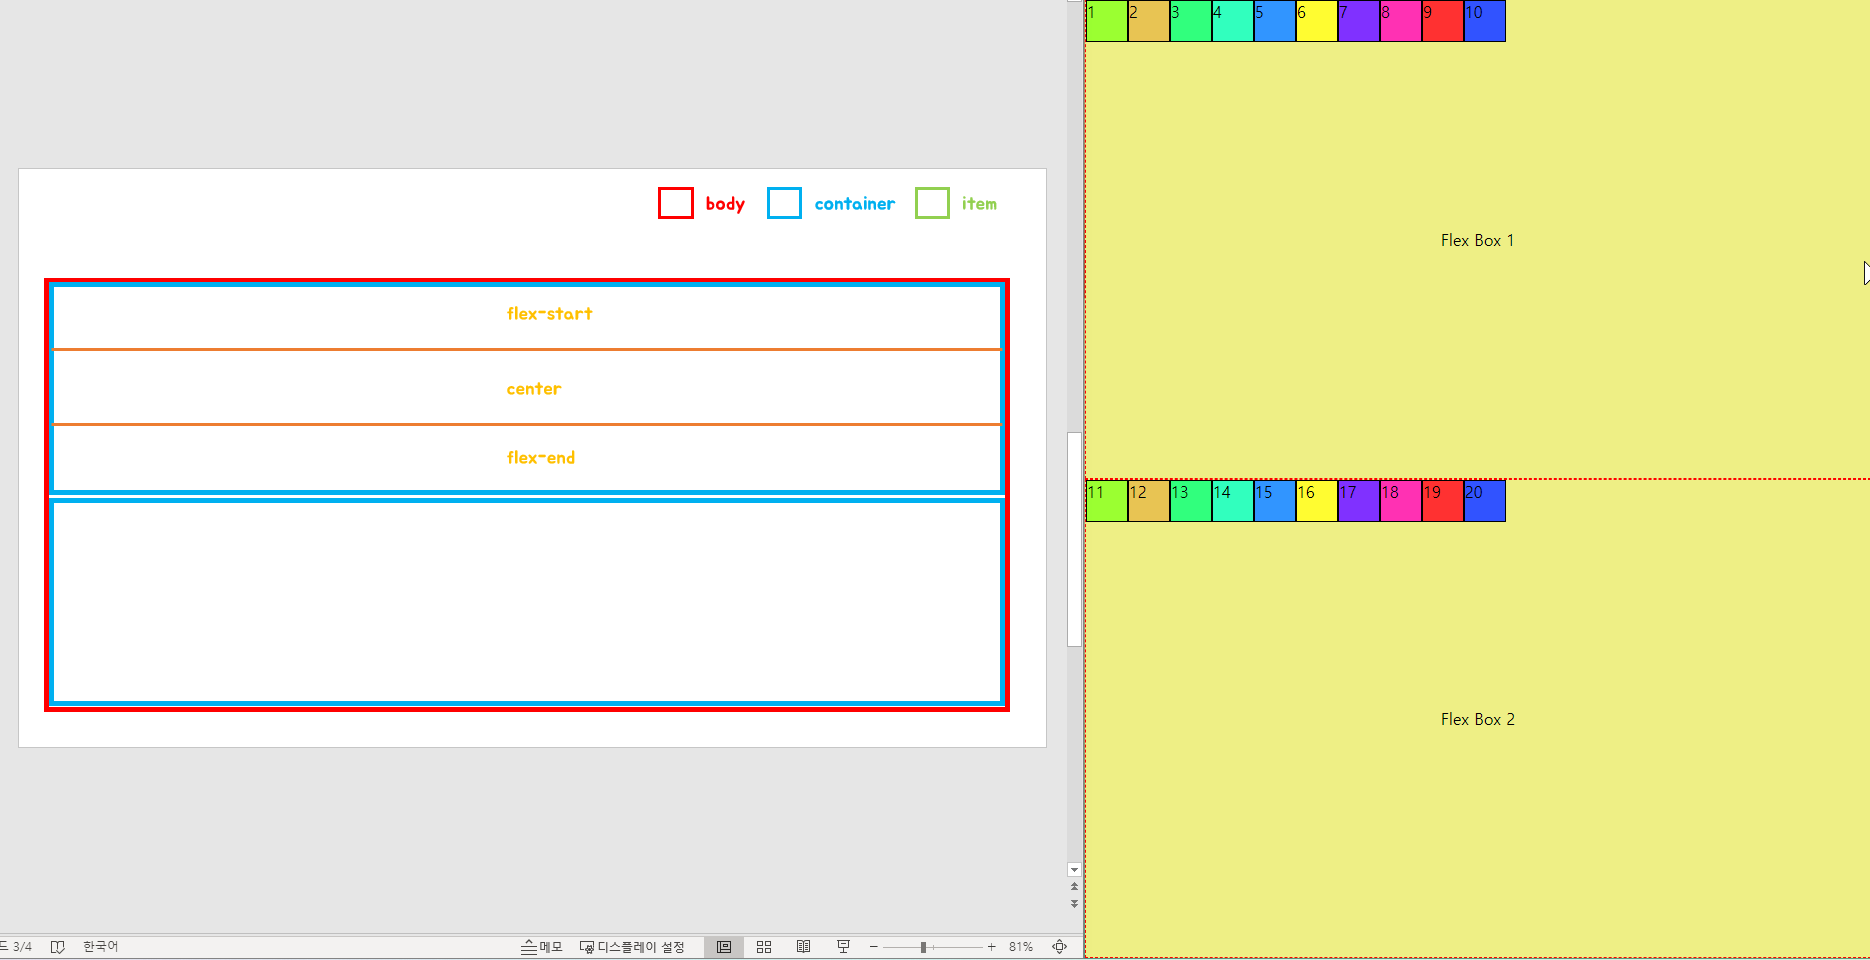 body container item
flex-start
center
flex-end
드 3/4 한국어 메모 디스플레이 설정 81%
1 2 3 4 5 6 7 8 9 10
Flex Box 1
11 12 13 14 15 16 17 18 19 20
Flex Box 2